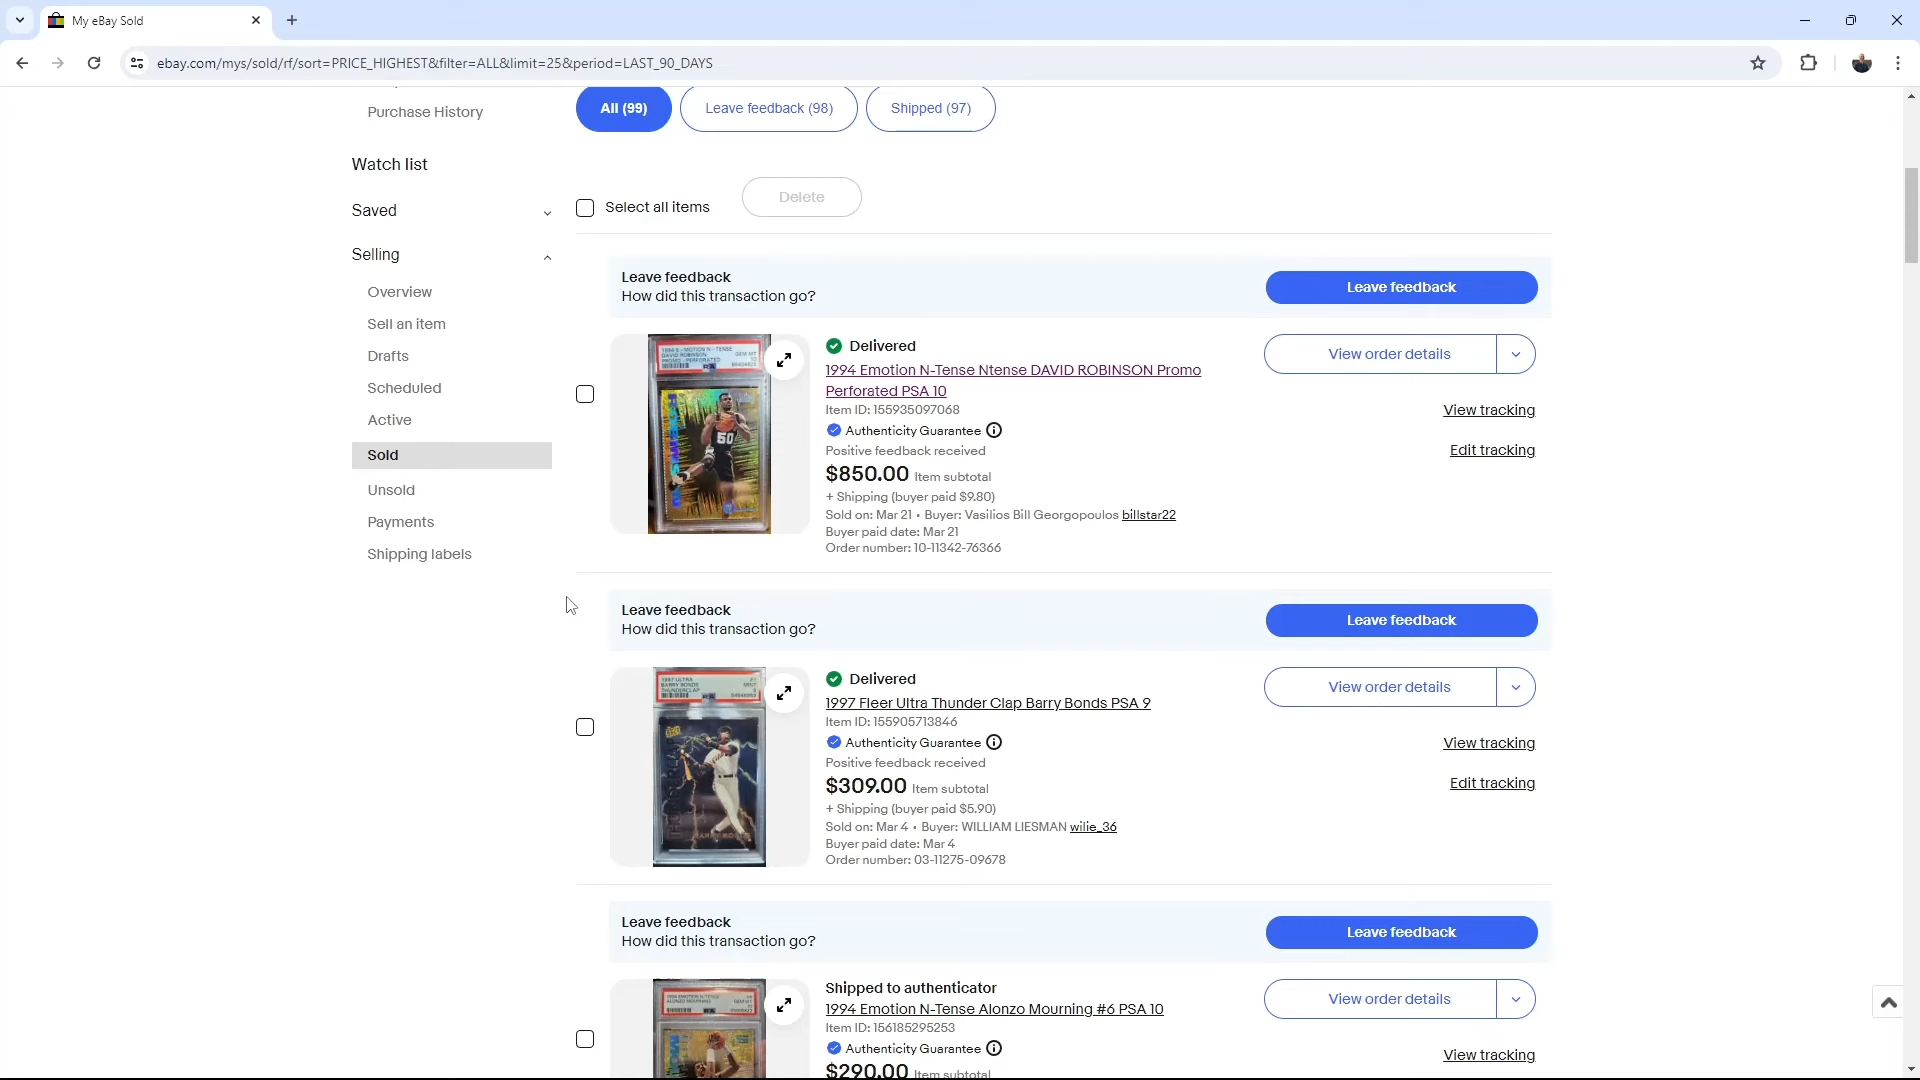 My eBay Sold
ebay.com/mys/sold/rf/sort=PRICE_HIGHEST&filter=ALL&limit=25&period=LAST_90_DAYS
Purchase History
Watch list
Saved
Selling
Overview
Sell an item
Drafts
Scheduled
Active
Sold
Unsold
Payments
Shipping labels
All (99)
Leave feedback (98)
Shipped (97)
Select all items
Delete
Leave feedback
How did this transaction go?
Leave feedback
Delivered
1994 Emotion N-Tense Ntense DAVID ROBINSON Promo
Perforated PSA 10
Item ID: 155935097068
Authenticity Guarantee
Positive feedback received
$850.00 Item subtotal
+ Shipping (buyer paid $9.80)
Sold on: Mar 21 • Buyer: Vasilios Bill Georgopoulos billstar22
Buyer paid date: Mar 21
Order number: 10-11342-76366
View order details
View tracking
Edit tracking
Leave feedback
How did this transaction go?
Leave feedback
Delivered
1997 Fleer Ultra Thunder Clap Barry Bonds PSA 9
Item ID: 155905713846
Authenticity Guarantee
Positive feedback received
$309.00 Item subtotal
+ Shipping (buyer paid $5.90)
Sold on: Mar 4 • Buyer: WILLIAM LIESMAN wilie_36
Buyer paid date: Mar 4
Order number: 03-11275-09678
View order details
View tracking
Edit tracking
Leave feedback
How did this transaction go?
Leave feedback
Shipped to authenticator
1994 Emotion N-Tense Alonzo Mourning #6 PSA 10
Item ID: 156185295253
Authenticity Guarantee
$290.00 Item subtotal
View order details
View tracking